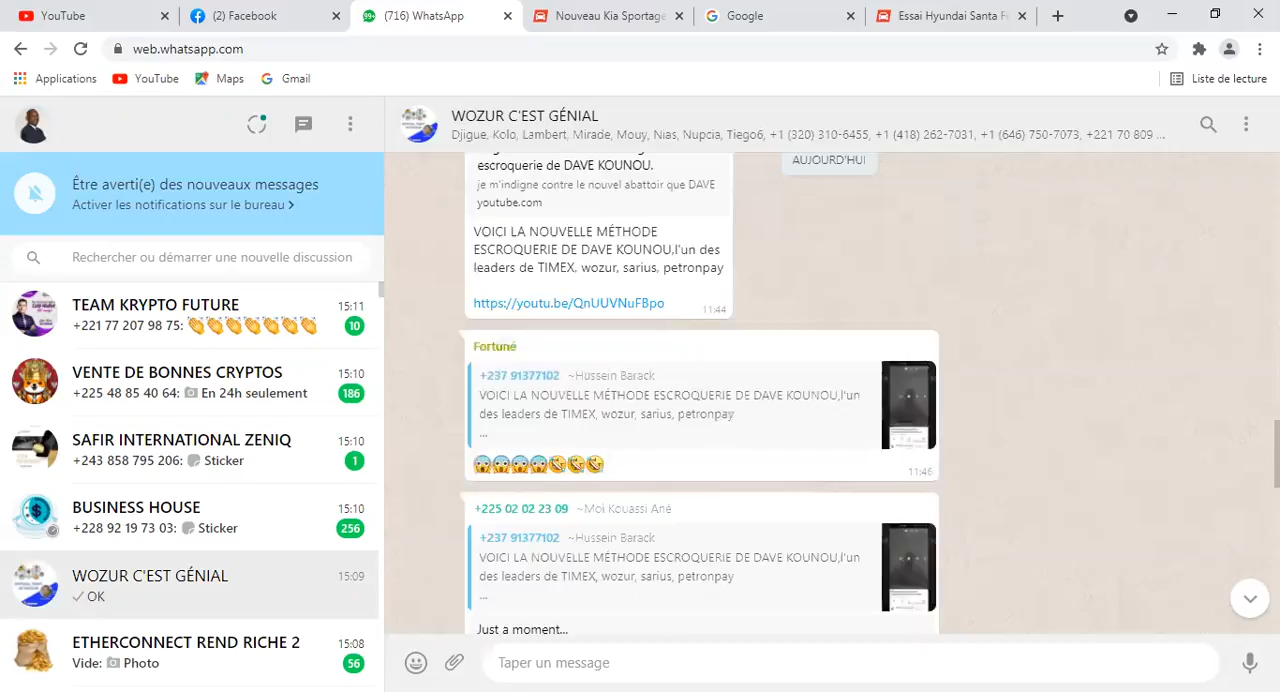 YouTube
(2) Facebook
99+
(716) WhatsApp
Nouveau Kia Sportage
Google
Essai Hyundai Santa F
web.whatsapp.com
Applications
YouTube
Maps
Gmail
Liste de lecture
WOZUR C'EST GÉNIAL
Djigue, Kolo, Lambert, Mirade, Mouy, Nias, Nupcia, Tiego6, +1 (320) 310-6455, +1 (418) 262-7031, +1 (646) 750-7073, +221 70 809 ...
Être averti(e) des nouveaux messages
Activer les notifications sur le bureau >
Rechercher ou démarrer une nouvelle discussion
TEAM KRYPTO FUTURE 15:11
+221 77 207 98 75: 👏👏👏👏👏👏👏 10
VENTE DE BONNES CRYPTOS 15:10
+225 48 85 40 64: 📷 En 24h seulement 186
SAFIR INTERNATIONAL ZENIQ 15:10
+243 858 795 206: Sticker 1
BUSINESS HOUSE 15:10
+228 92 19 73 03: Sticker 256
WOZUR C'EST GÉNIAL 15:09
✓ OK
ETHERCONNECT REND RICHE 2 15:08
Vide: 📷 Photo 56
AUJOURD'HUI
escroquerie de DAVE KOUNOU.
je m'indigne contre le nouvel abattoir que DAVE
youtube.com
VOICI LA NOUVELLE MÉTHODE
ESCROQUERIE DE DAVE KOUNOU,l'un des
leaders de TIMEX, wozur, sarius, petronpay
https://youtu.be/QnUUVNuFBpo
11:44
Fortuné
+237 91377102 ~Hussein Barack
VOICI LA NOUVELLE MÉTHODE ESCROQUERIE DE DAVE KOUNOU,l'un
des leaders de TIMEX, wozur, sarius, petronpay
...
😱😱😱😱🤣🤣🤣
11:46
+225 02 02 23 09 ~Moi Kouassi Ané
+237 91377102 ~Hussein Barack
VOICI LA NOUVELLE MÉTHODE ESCROQUERIE DE DAVE KOUNOU,l'un
des leaders de TIMEX, wozur, sarius, petronpay
...
Just a moment...
Taper un message